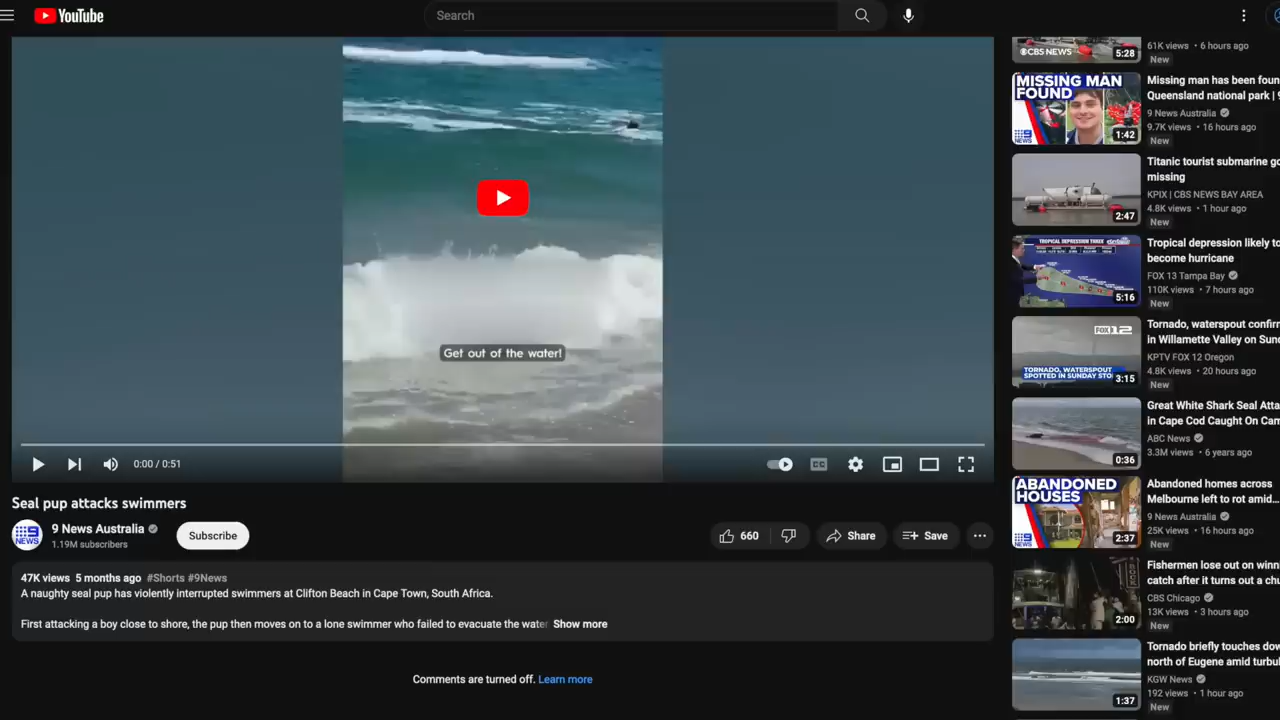 YouTube
Search
Get out of the water!
0:00 / 0:51
CC
Seal pup attacks swimmers
9 News Australia
1.19M subscribers
Subscribe
660
Share
Save
47K views 5 months ago #Shorts #9News
A naughty seal pup has violently interrupted swimmers at Clifton Beach in Cape Town, South Africa.
First attacking a boy close to shore, the pup then moves on to a lone swimmer who failed to evacuate the water Show more
Comments are turned off. Learn more
CBS NEWS
5:28
61K views • 6 hours ago
New
MISSING MAN
FOUND
9 NEWS
1:42
Missing man has been foun
Queensland national park | 9
9 News Australia
9.7K views • 16 hours ago
New
2:47
Titanic tourist submarine go
missing
KPIX | CBS NEWS BAY AREA
4.8K views • 1 hour ago
New
TROPICAL DEPRESSION THREE
5:16
Tropical depression likely to
become hurricane
FOX 13 Tampa Bay
110K views • 7 hours ago
New
FOX 12
TORNADO, WATERSPOUT
SPOTTED IN SUNDAY STO
3:15
Tornado, waterspout confirm
in Willamette Valley on Sund
KPTV FOX 12 Oregon
4.8K views • 20 hours ago
New
0:36
Great White Shark Seal Atta
in Cape Cod Caught On Cam
ABC News
3.3M views • 6 years ago
ABANDONED
HOUSES
9 NEWS
2:37
Abandoned homes across
Melbourne left to rot amid...
9 News Australia
25K views • 16 hours ago
New
2:00
Fishermen lose out on winn
catch after it turns out a chu
CBS Chicago
13K views • 3 hours ago
New
1:37
Tornado briefly touches dow
north of Eugene amid turbul
KGW News
192 views • 1 hour ago
New